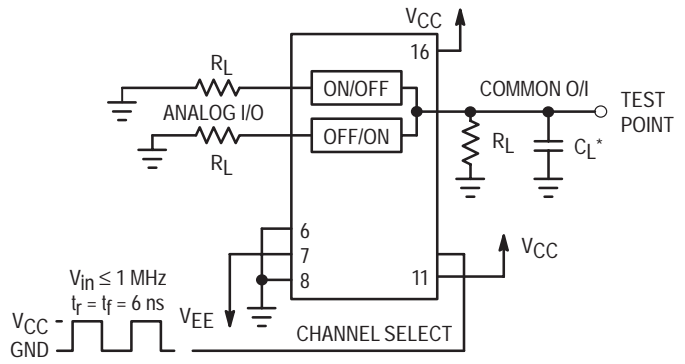 VCC
16
RL
ON/OFF
COMMON O/I
TEST
POINT
ANALOG I/O
OFF/ON
RL
RL
CL*
6
7
8
11
VCC
Vin ≤ 1 MHz
tr = tf = 6 ns
VCC
GND
VEE
CHANNEL SELECT